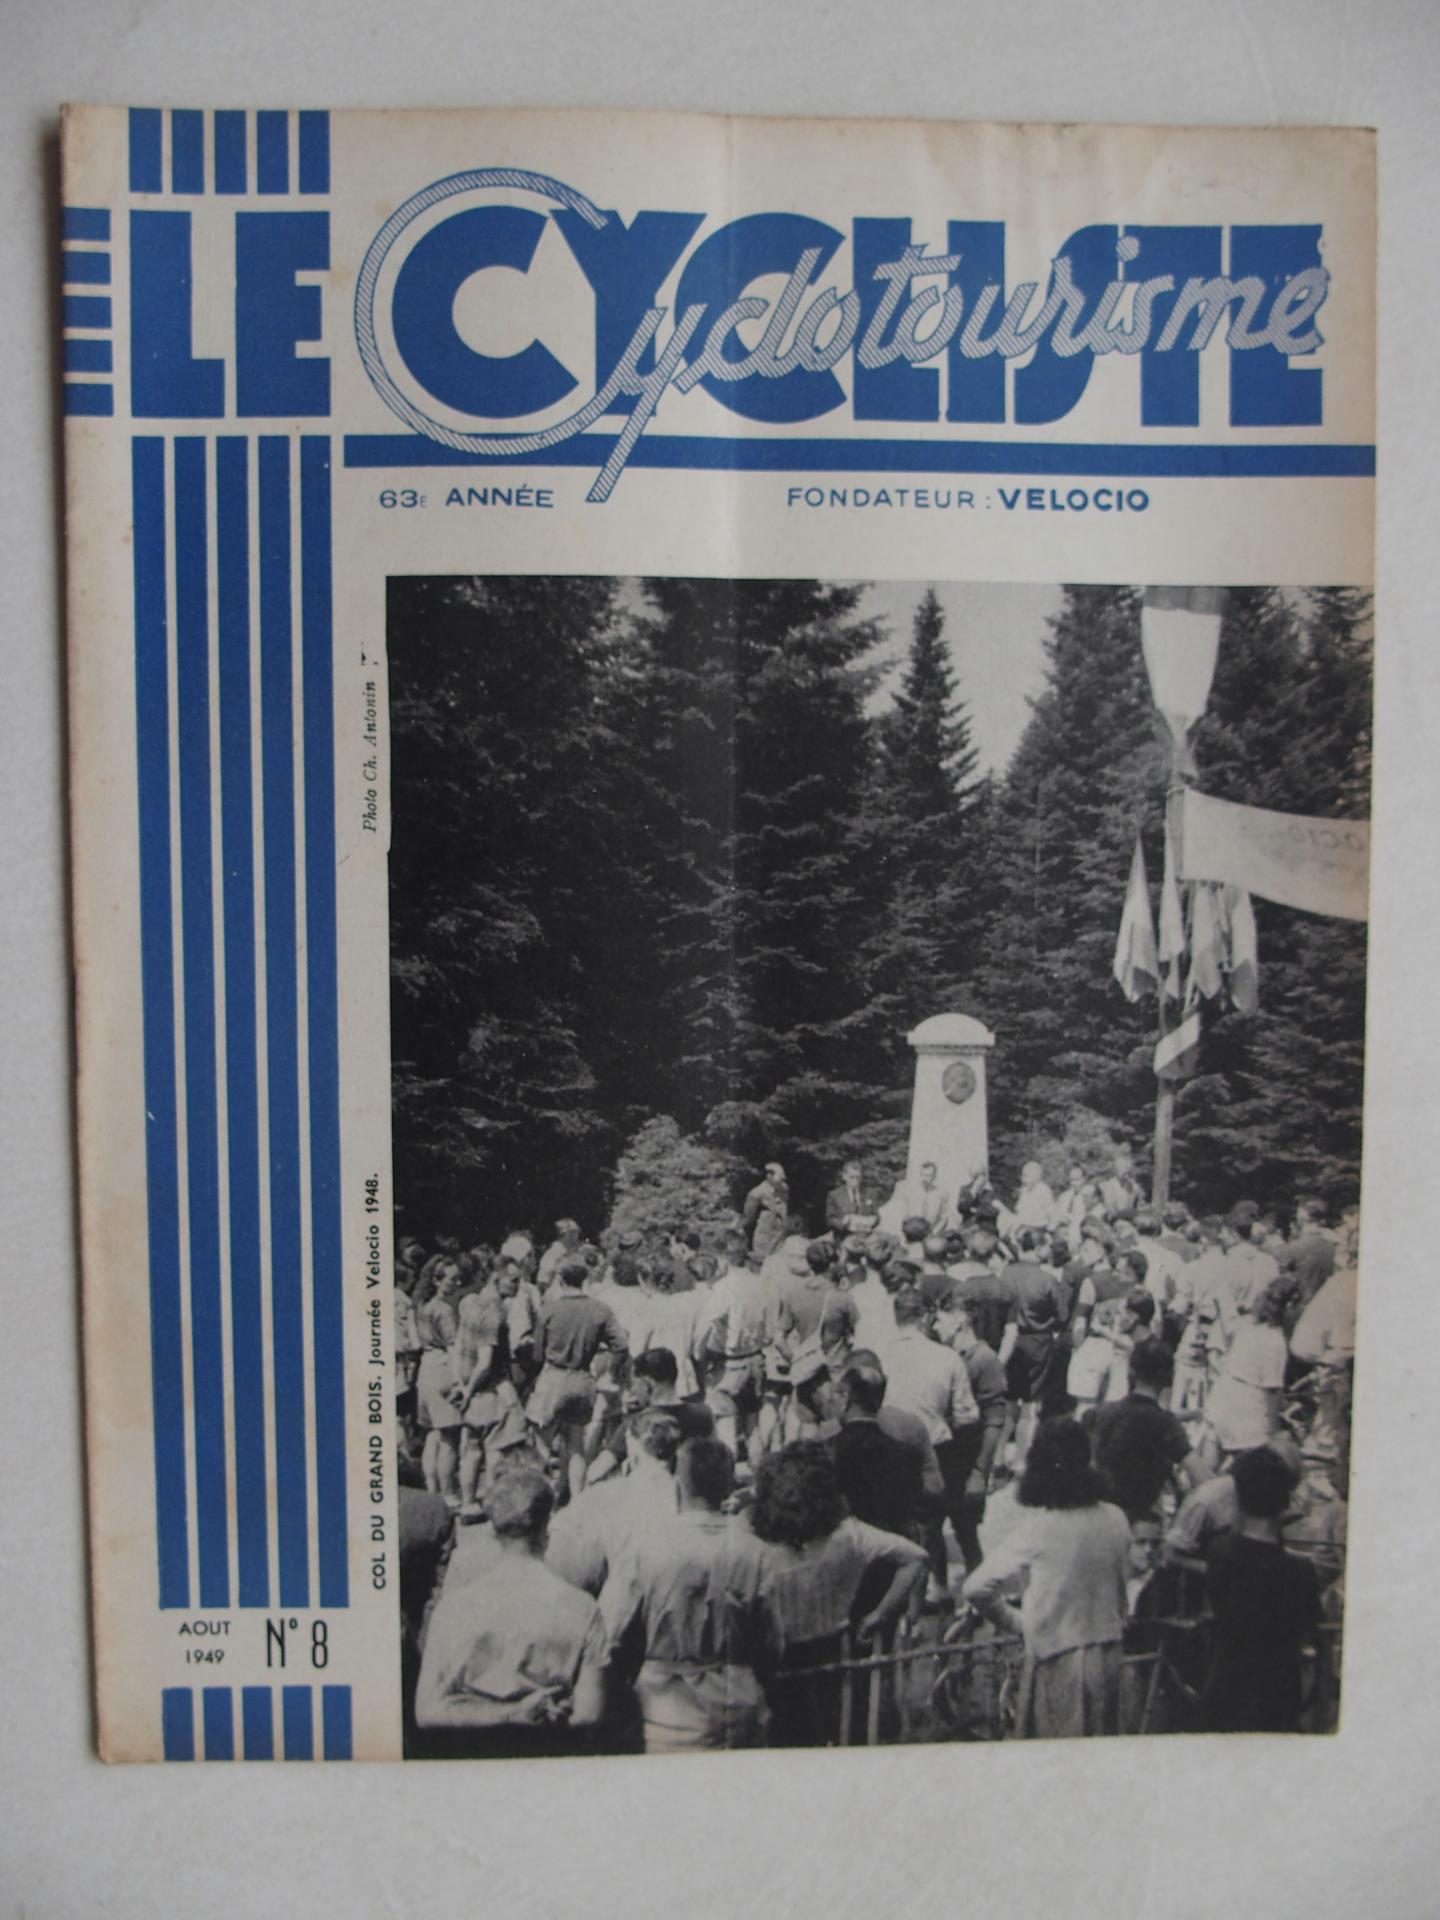 LE CYCLISTE
Cyclotourisme
63E ANNÉE
FONDATEUR : VELOCIO
Photo Ch. Antonin
COL DU GRAND BOIS. Journée Velocio 1948.
AOUT
1949
N° 8